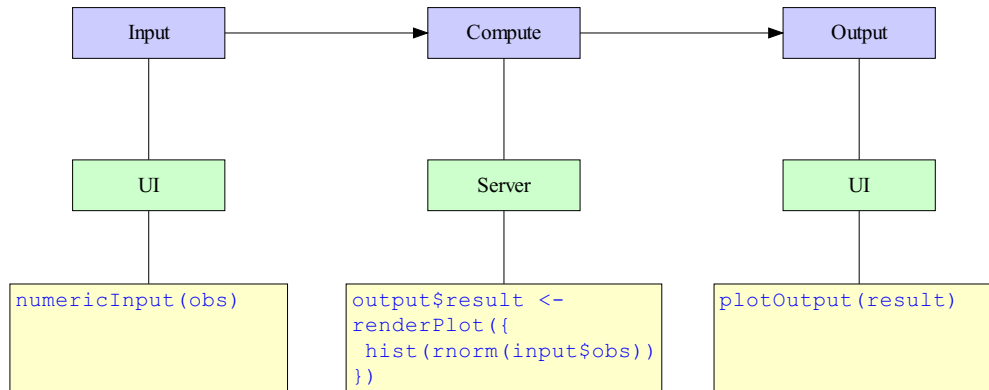 Input
Compute
Output
UI
Server
UI
numericInput(obs)
output$result <-
renderPlot({
 hist(rnorm(input$obs))
})
plotOutput(result)